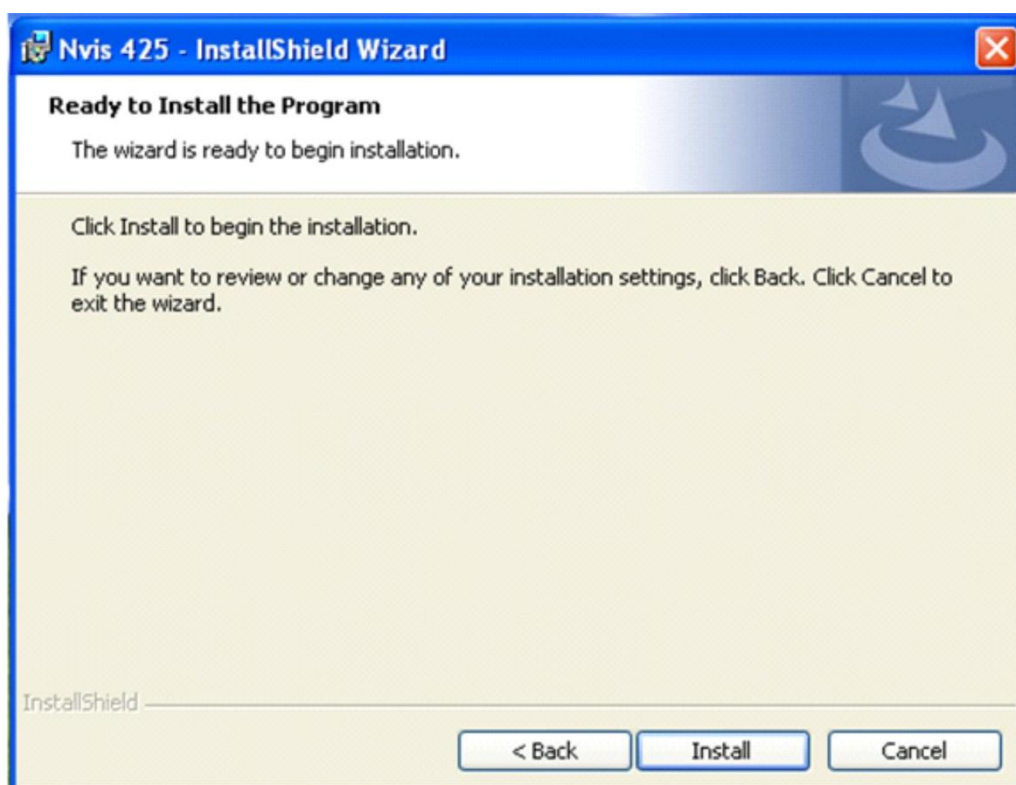 Nvis 425 - InstallShield Wizard
Ready to Install the Program
The wizard is ready to begin installation.
Click Install to begin the installation.
If you want to review or change any of your installation settings, click Back. Click Cancel to
exit the wizard.
InstallShield
< Back
Install
Cancel